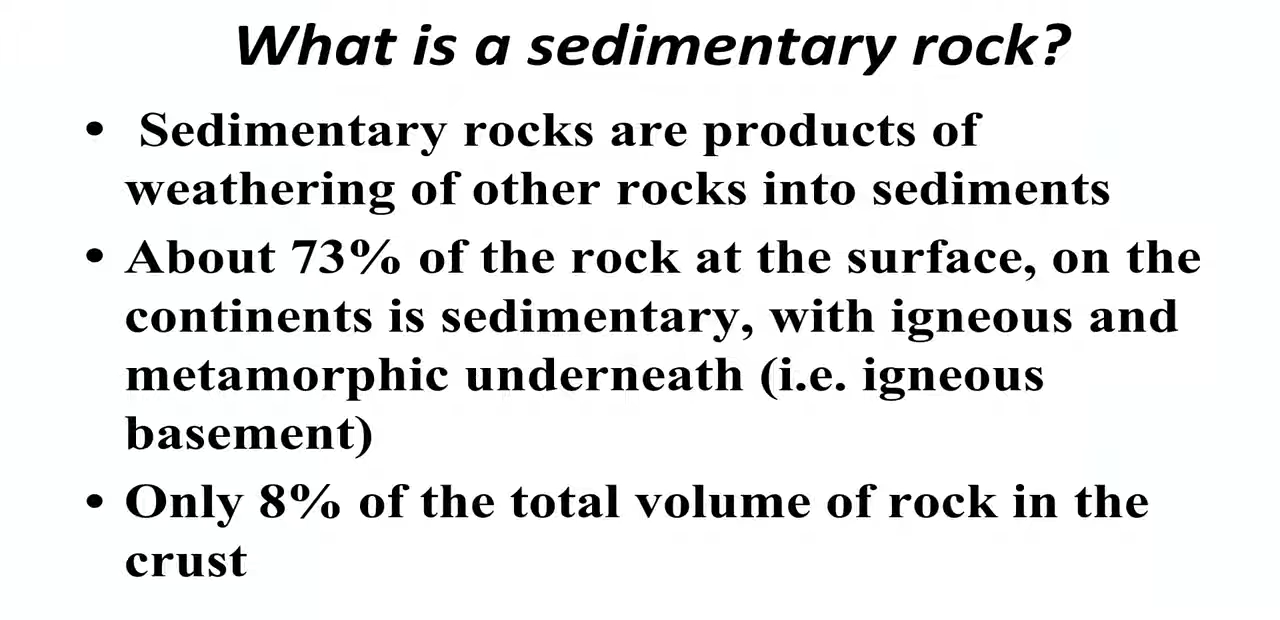 What is a sedimentary rock?
• Sedimentary rocks are products of
weathering of other rocks into sediments
• About 73% of the rock at the surface, on the
continents is sedimentary, with igneous and
metamorphic underneath (i.e. igneous
basement)
• Only 8% of the total volume of rock in the
crust